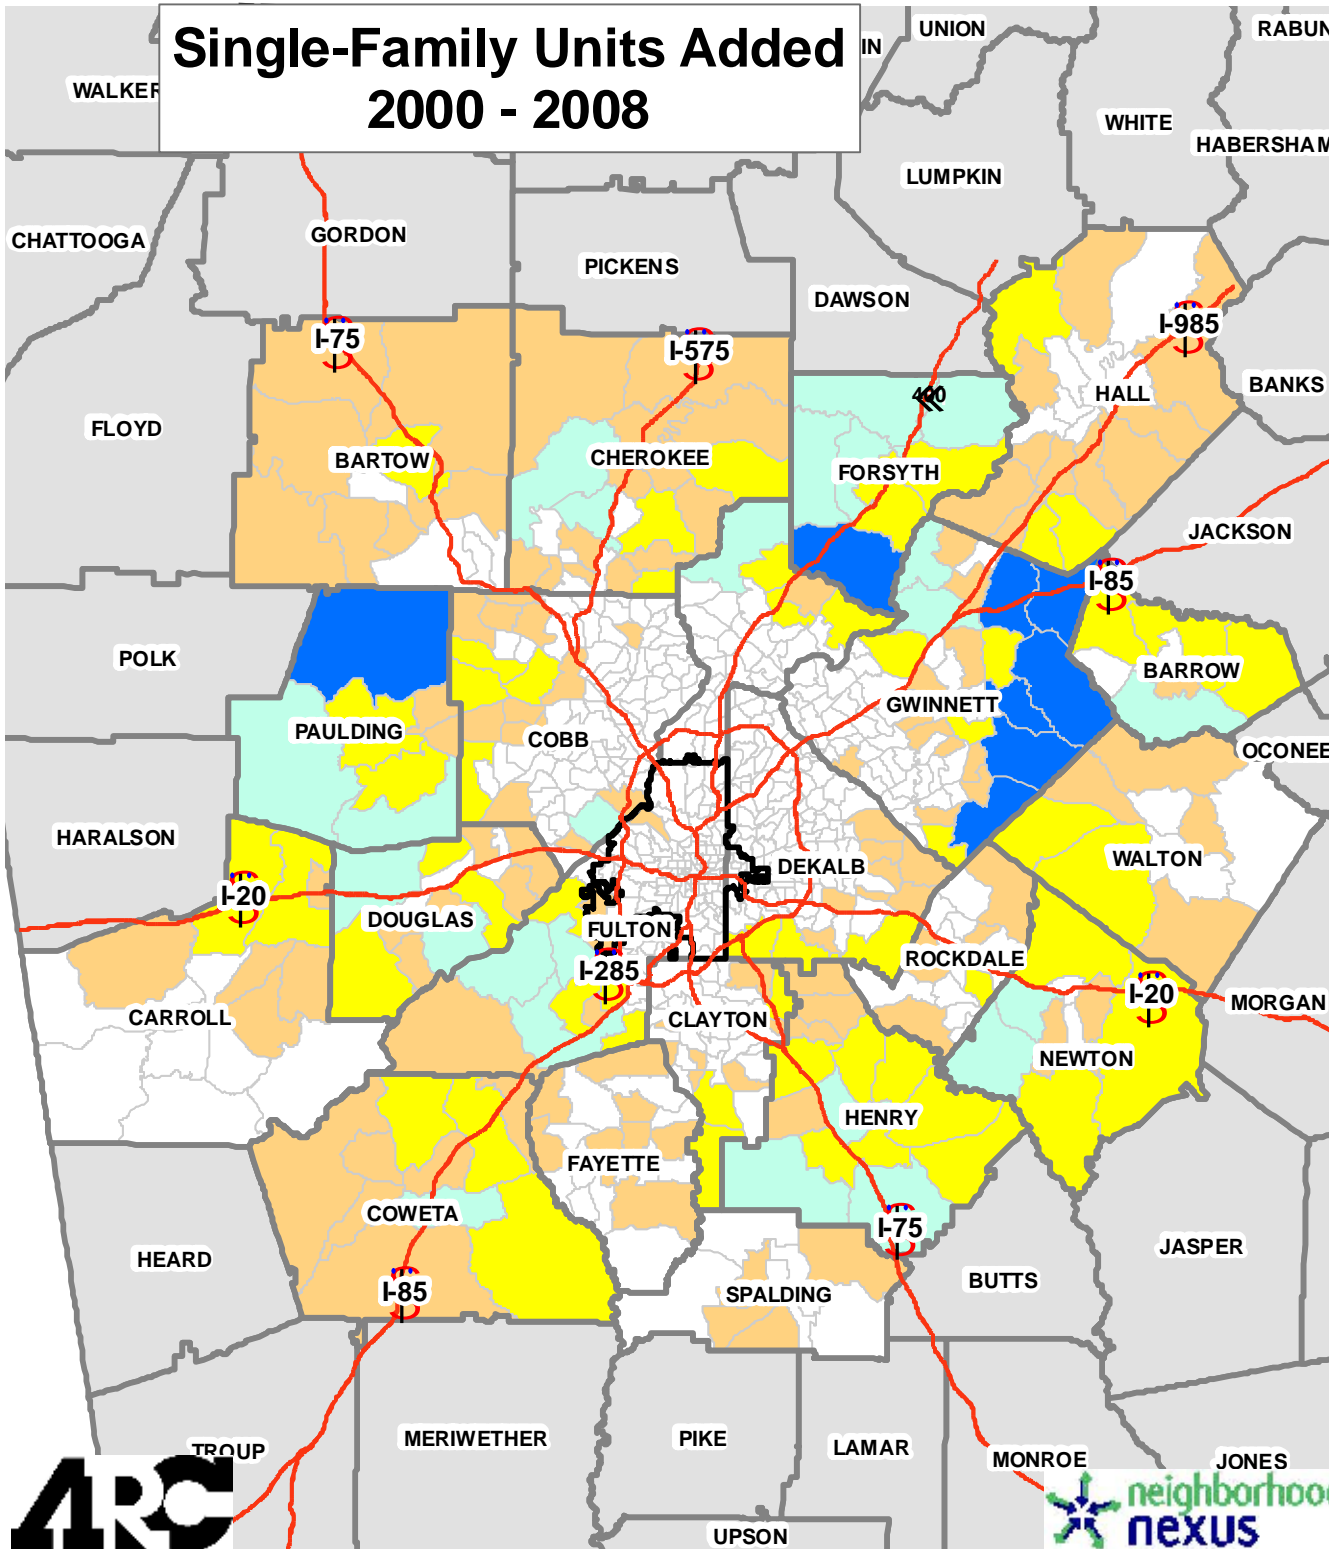 Single-Family Units Added
2000 - 2008
IN
UNION
RABUN
WALKER
WHITE
HABERSHAM
LUMPKIN
CHATTOOGA
GORDON
PICKENS
DAWSON
I-75
I-575
I-985
400
HALL
BANKS
FLOYD
BARTOW
CHEROKEE
FORSYTH
JACKSON
I-85
POLK
BARROW
PAULDING
COBB
GWINNETT
OCONEE
HARALSON
DEKALB
WALTON
I-20
DOUGLAS
FULTON
ROCKDALE
I-285
I-20
MORGAN
CARROLL
CLAYTON
NEWTON
HENRY
FAYETTE
COWETA
I-75
JASPER
HEARD
BUTTS
I-85
SPALDING
TROUP
MERIWETHER
PIKE
LAMAR
MONROE
JONES
ARC
neighborhoo
nexus
UPSON